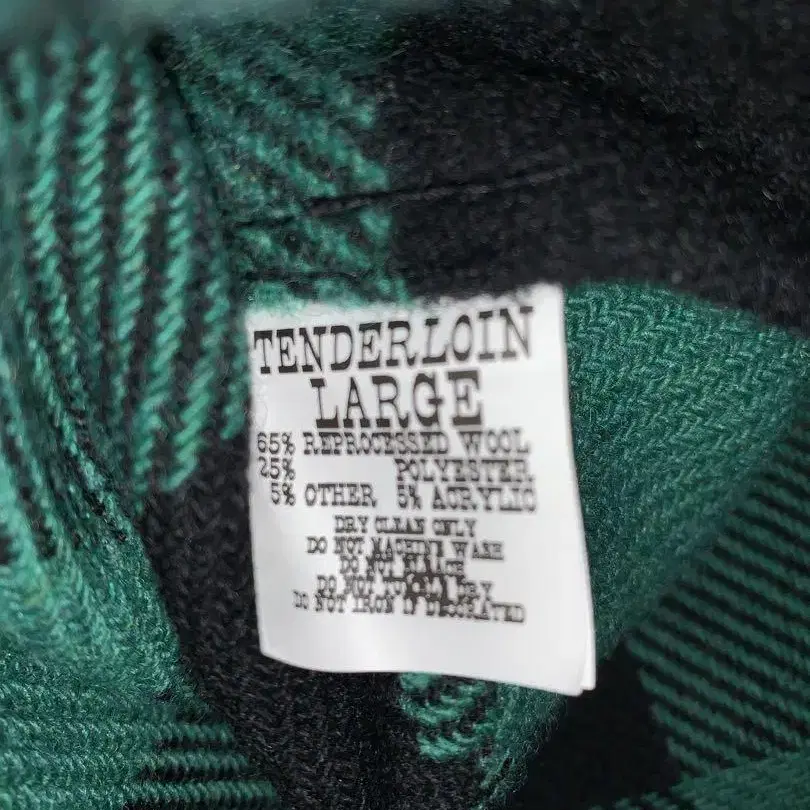 TENDERLOIN
LARGE
65% REPROCESSED WOOL
25% POLYESTER
5% OTHER 5% ACRYLIC
DRY CLEAN ONLY
DO NOT MACHINE WASH
DO NOT BLEACH
DO NOT TUMBLE DRY
DO NOT IRON IF DECORATED